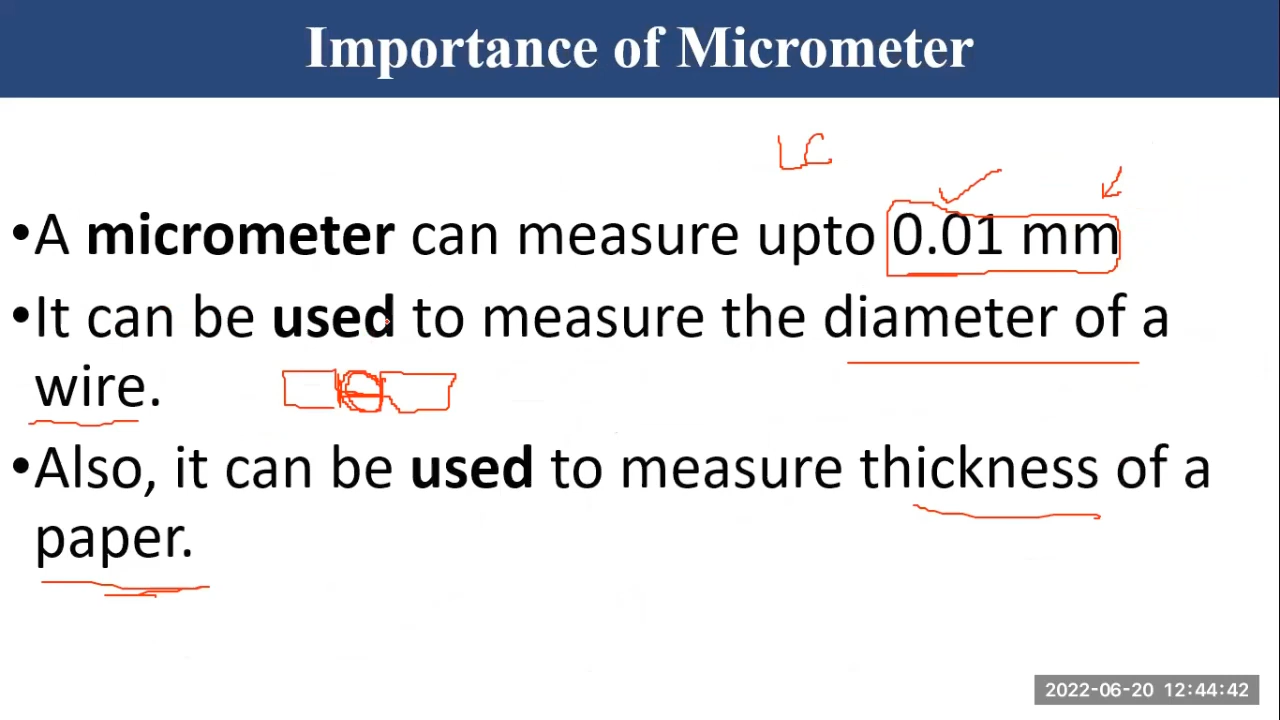 Importance of Micrometer
LC
•A micrometer can measure upto 0.01 mm
•It can be used to measure the diameter of a
wire.
•Also, it can be used to measure thickness of a
paper.
2022-06-20 12:44:42